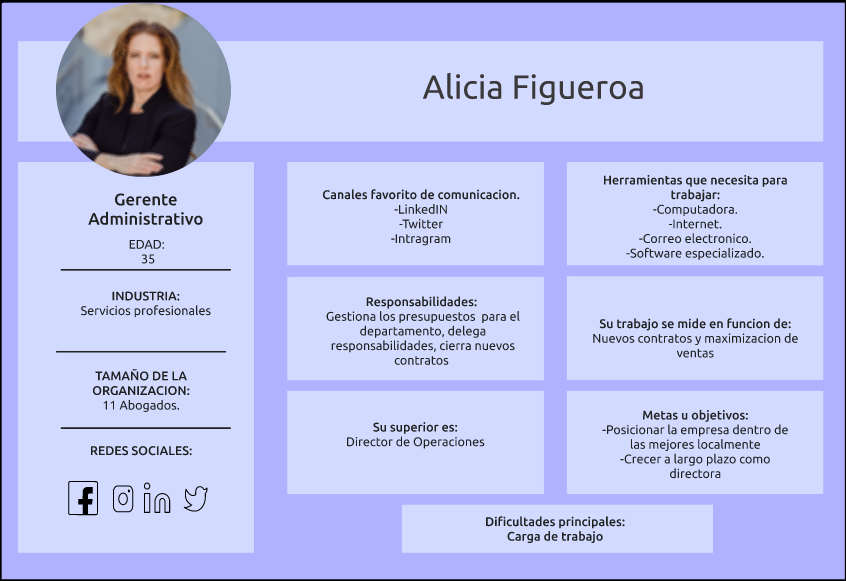 Alicia Figueroa
Gerente
Administrativo
EDAD:
35
INDUSTRIA:
Servicios profesionales
TAMAÑO DE LA
ORGANIZACION:
11 Abogados.
REDES SOCIALES:
Canales favorito de comunicacion.
-LinkedIN
-Twitter
-Intragram
Herramientas que necesita para
trabajar:
-Computadora.
-Internet.
-Correo electronico.
-Software especializado.
Responsabilidades:
Gestiona los presupuestos para el
departamento, delega
responsabilidades, cierra nuevos
contratos
Su trabajo se mide en funcion de:
Nuevos contratos y maximizacion de
ventas
Su superior es:
Director de Operaciones
Metas u objetivos:
-Posicionar la empresa dentro de
las mejores localmente
-Crecer a largo plazo como
directora
Dificultades principales:
Carga de trabajo